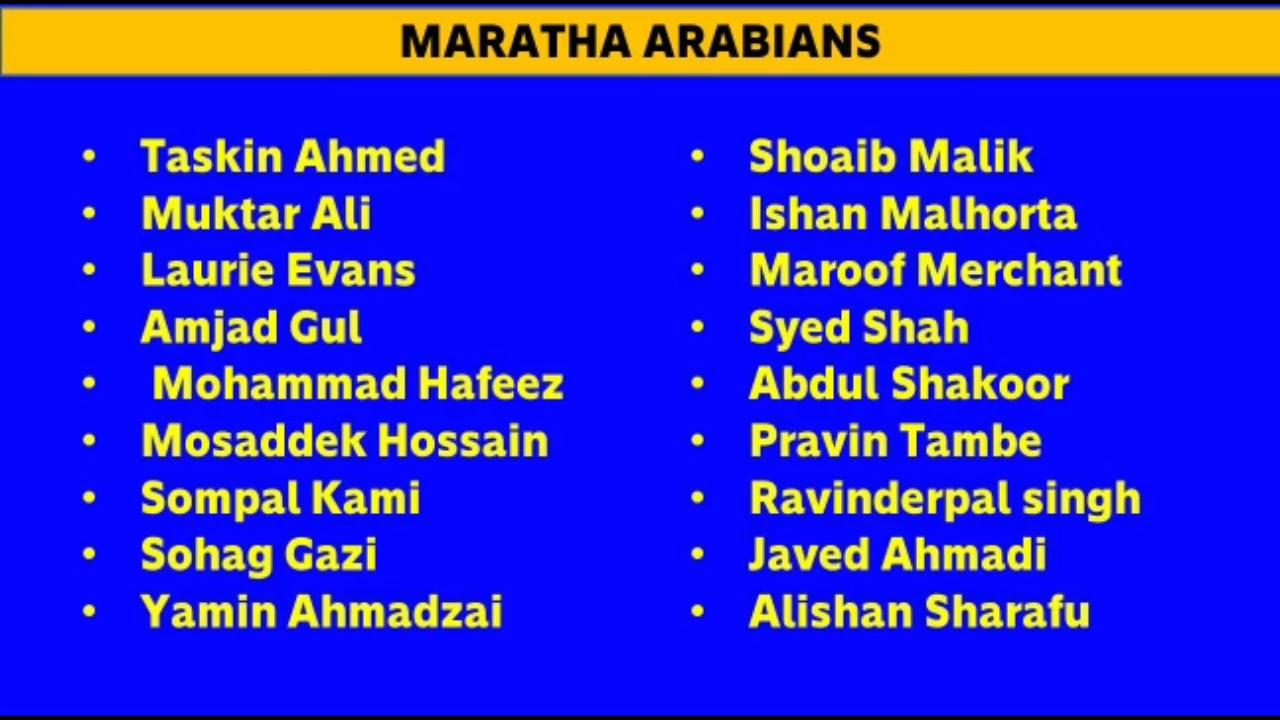 MARATHA ARABIANS
• Taskin Ahmed
• Muktar Ali
• Laurie Evans
• Amjad Gul
• Mohammad Hafeez
• Mosaddek Hossain
• Sompal Kami
• Sohag Gazi
• Yamin Ahmadzai
• Shoaib Malik
• Ishan Malhorta
• Maroof Merchant
• Syed Shah
• Abdul Shakoor
• Pravin Tambe
• Ravinderpal singh
• Javed Ahmadi
• Alishan Sharafu